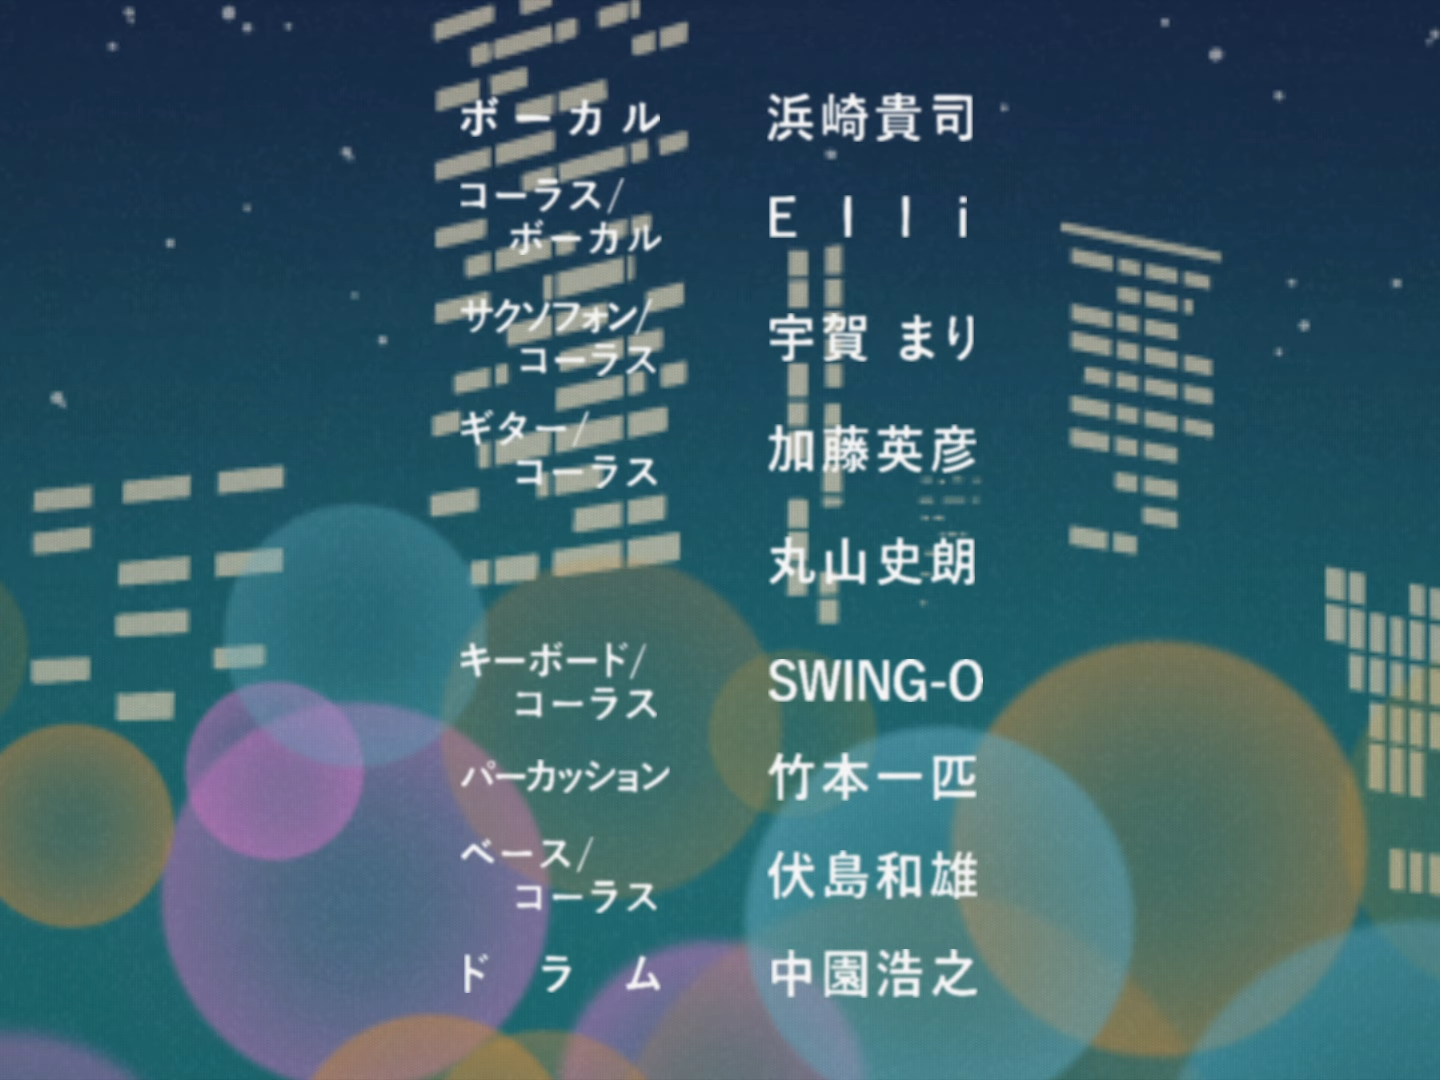 ボーカル 浜崎貴司
コーラス/
ボーカル Elli
サクソフォン/
コーラス 宇賀 まり
ギター/
コーラス 加藤英彦
丸山史朗
キーボード/
コーラス SWING-O
パーカッション 竹本一匹
ベース/
コーラス 伏島和雄
ドラム 中園浩之